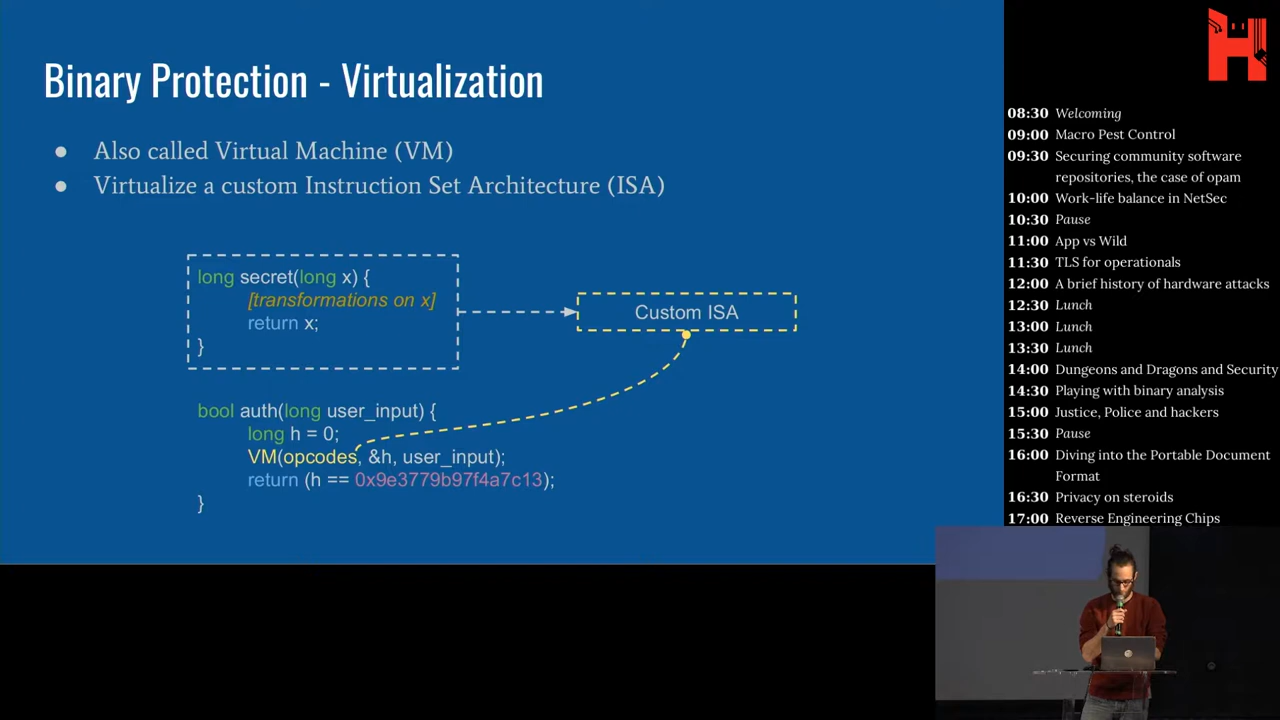 Binary Protection - Virtualization
● Also called Virtual Machine (VM)
● Virtualize a custom Instruction Set Architecture (ISA)
long secret(long x) {
[transformations on x]
return x;
}
Custom ISA
bool auth(long user_input) {
long h = 0;
VM(opcodes, &h, user_input);
return (h == 0x9e3779b97f4a7c13);
}
08:30 Welcoming
09:00 Macro Pest Control
09:30 Securing community software
repositories, the case of opam
10:00 Work-life balance in NetSec
10:30 Pause
11:00 App vs Wild
11:30 TLS for operationals
12:00 A brief history of hardware attacks
12:30 Lunch
13:00 Lunch
13:30 Lunch
14:00 Dungeons and Dragons and Security
14:30 Playing with binary analysis
15:00 Justice, Police and hackers
15:30 Pause
16:00 Diving into the Portable Document
Format
16:30 Privacy on steroids
17:00 Reverse Engineering Chips